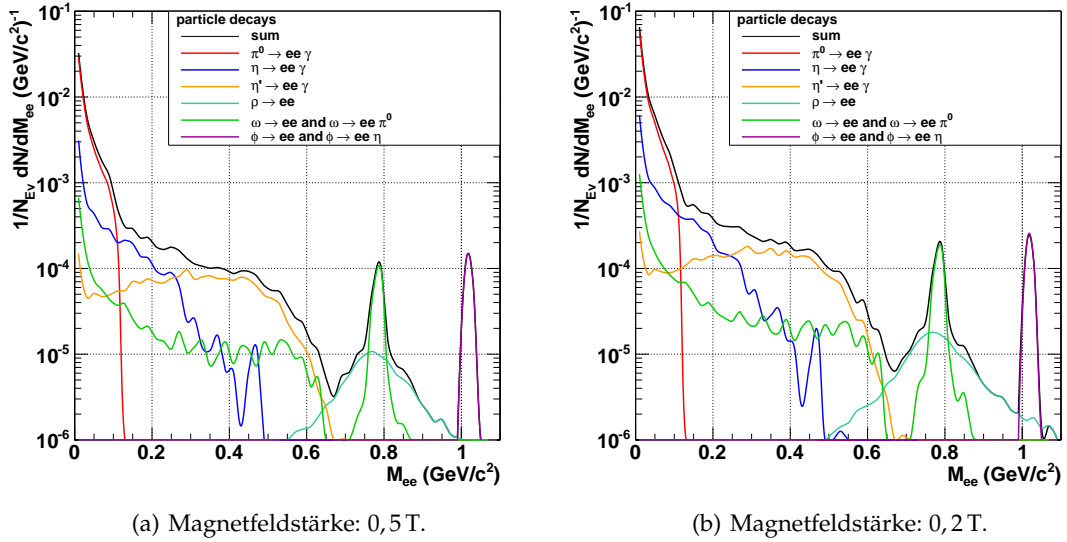 1/N_Ev dN/dM_ee (GeV/c²)⁻¹
10⁻¹
10⁻²
10⁻³
10⁻⁴
10⁻⁵
10⁻⁶
particle decays
sum
π⁰ → ee γ
η → ee γ
η' → ee γ
ρ → ee
ω → ee and ω → ee π⁰
ϕ → ee and ϕ → ee η
0 0.2 0.4 0.6 0.8 1
M_ee (GeV/c²)
(a) Magnetfeldstärke: 0,5 T.
1/N_Ev dN/dM_ee (GeV/c²)⁻¹
10⁻¹
10⁻²
10⁻³
10⁻⁴
10⁻⁵
10⁻⁶
particle decays
sum
π⁰ → ee γ
η → ee γ
η' → ee γ
ρ → ee
ω → ee and ω → ee π⁰
ϕ → ee and ϕ → ee η
0 0.2 0.4 0.6 0.8 1
M_ee (GeV/c²)
(b) Magnetfeldstärke: 0,2 T.